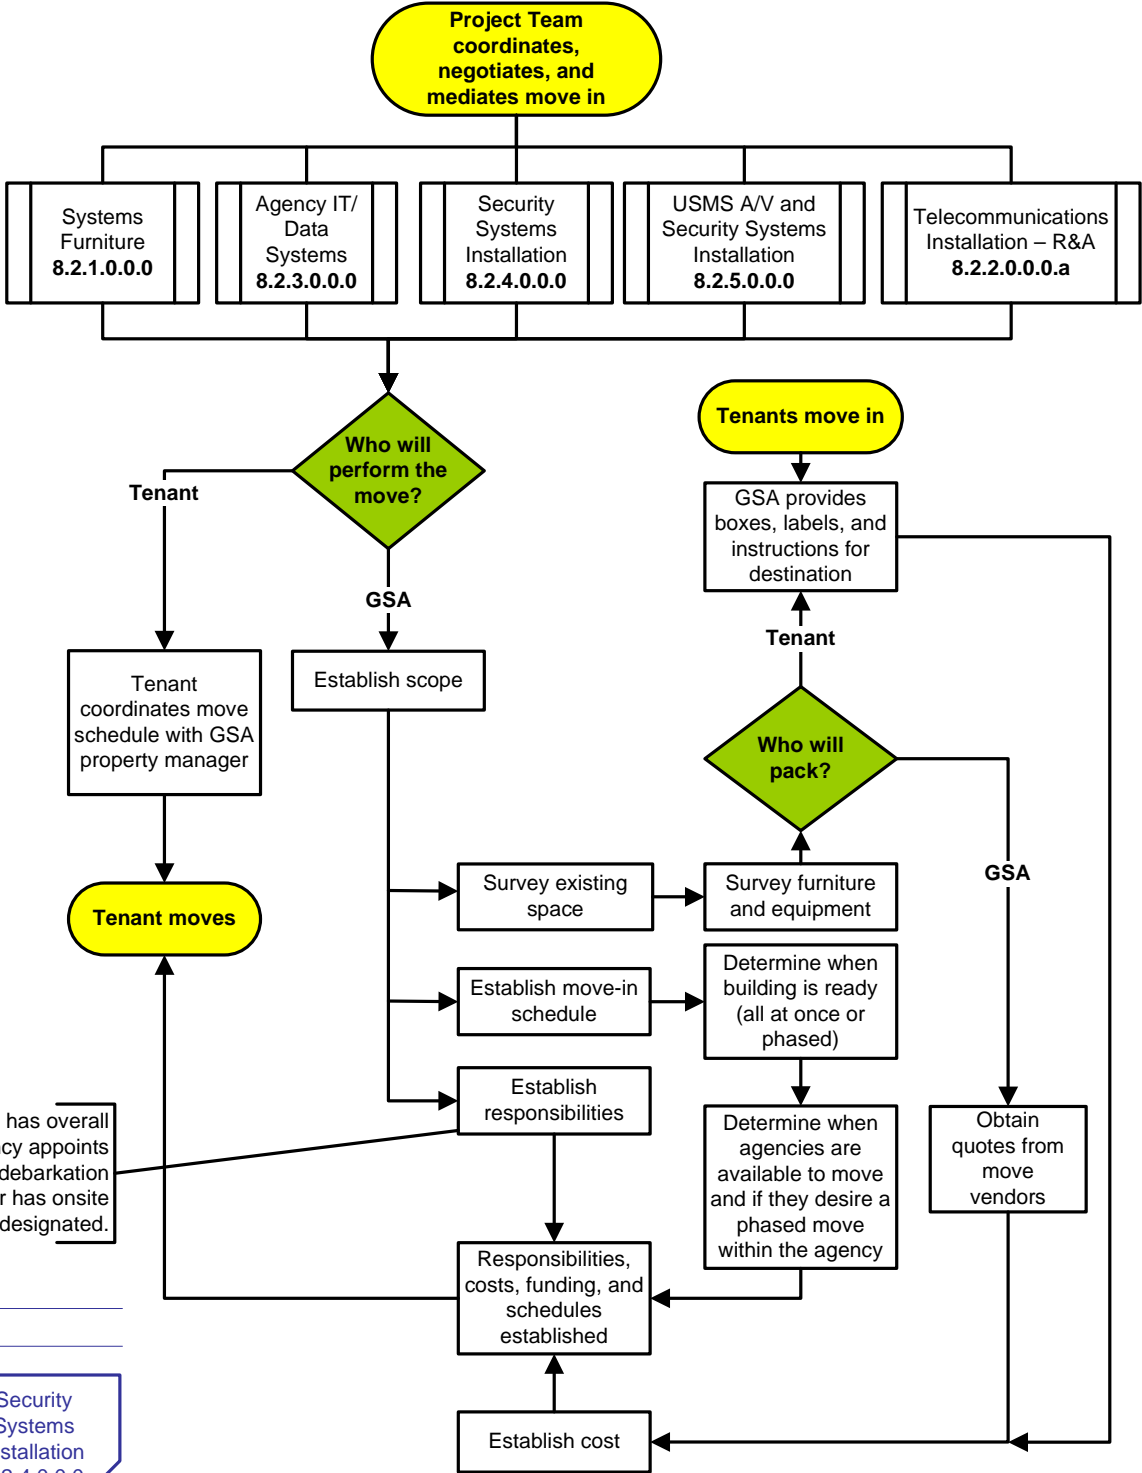 Project Team
coordinates,
negotiates, and
mediates move in
Systems
Furniture
8.2.1.0.0.0
Agency IT/
Data
Systems
8.2.3.0.0.0
Security
Systems
Installation
8.2.4.0.0.0
USMS A/V and
Security Systems
Installation
8.2.5.0.0.0
Telecommunications
Installation – R&A
8.2.2.0.0.0.a
Who will
perform the
move?
Tenant
GSA
Tenants move in
GSA provides
boxes, labels, and
instructions for
destination
Tenant
Tenant
coordinates move
schedule with GSA
property manager
Establish scope
Who will
pack?
GSA
Tenant moves
Survey existing
space
Survey furniture
and equipment
Establish move-in
schedule
Determine when
building is ready
(all at once or
phased)
Establish
responsibilities
Determine when
agencies are
available to move
and if they desire a
phased move
within the agency
Obtain
quotes from
move
vendors
has overall
appoints
debarkation
has onsite
designated.
Responsibilities,
costs, funding, and
schedules
established
Establish cost
Security
Systems